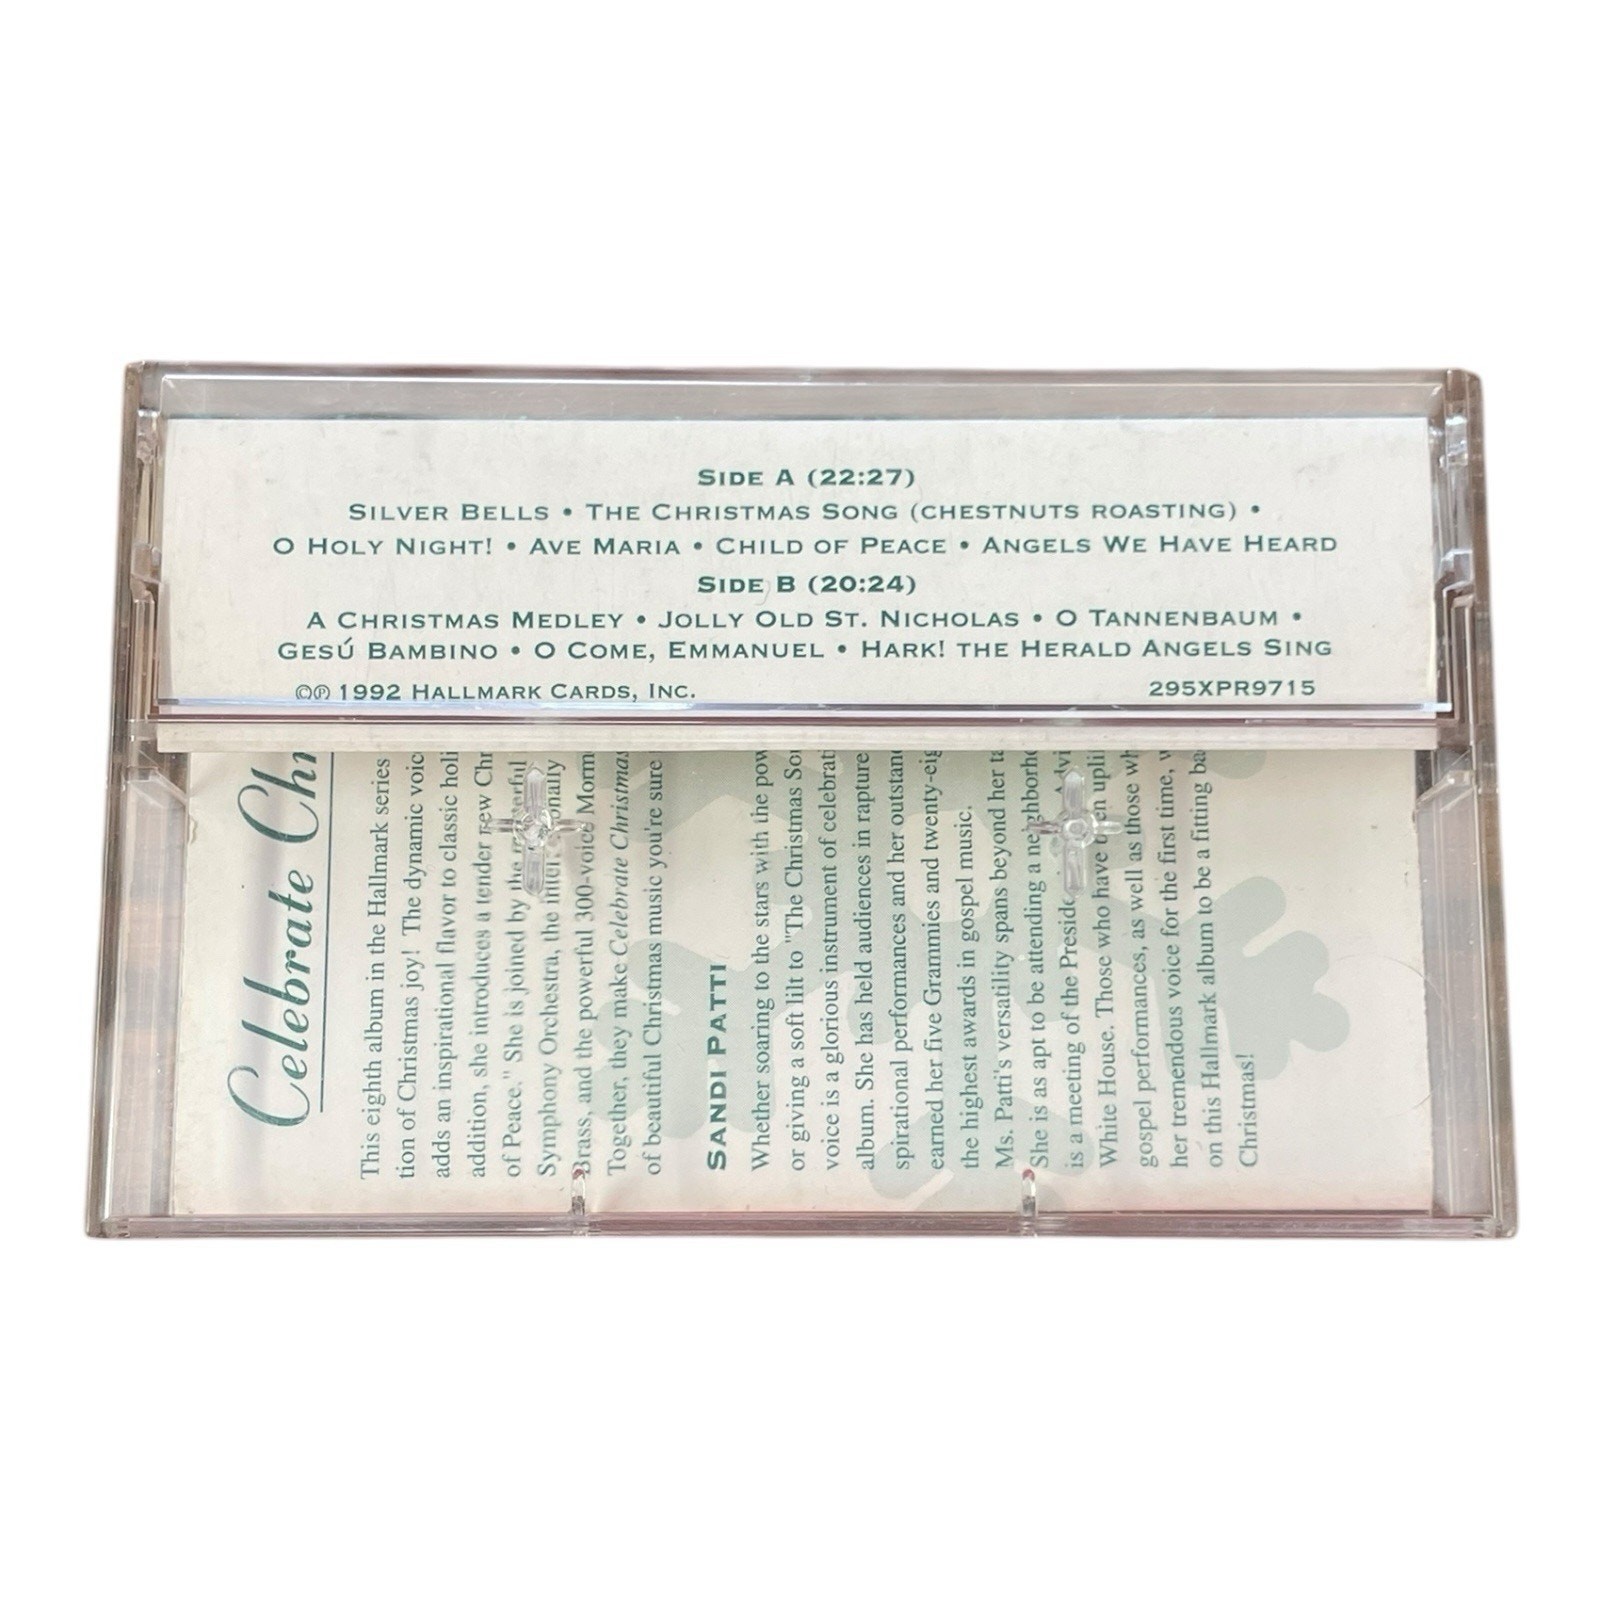 SIDE A (22:27)
SILVER BELLS • THE CHRISTMAS SONG (CHESTNUTS ROASTING) •
O HOLY NIGHT! • AVE MARIA • CHILD OF PEACE • ANGELS WE HAVE HEARD
SIDE B (20:24)
A CHRISTMAS MEDLEY • JOLLY OLD ST. NICHOLAS • O TANNENBAUM •
GESÚ BAMBINO • O COME, EMMANUEL • HARK! THE HERALD ANGELS SING
©℗ 1992 HALLMARK CARDS, INC.
295XPR9715
Celebrate
This eighth album in the Hallmark series
tion of Christmas joy! The dynamic
adds an inspirational flavor to classic
addition, she introduces a tender new
of Peace." She is joined by the
Symphony Orchestra, the
Brass, and the powerful 300-voice
Together, they make Celebrate Christmas
of beautiful Christmas music you're sure
SANDI PATTI
Whether soaring to the stars with the
or giving a soft lilt to "The Christmas
voice is a glorious instrument of
album. She has held audiences in rapture
spirational performances and her
earned her five Grammies and
the highest awards in gospel music.
Ms. Patti's versatility spans beyond her
She is as apt to be attending a
is a meeting of the
White House. Those who have been
gospel performances, as well as those
her tremendous voice for the first time,
on this Hallmark album to be a fitting
Christmas!